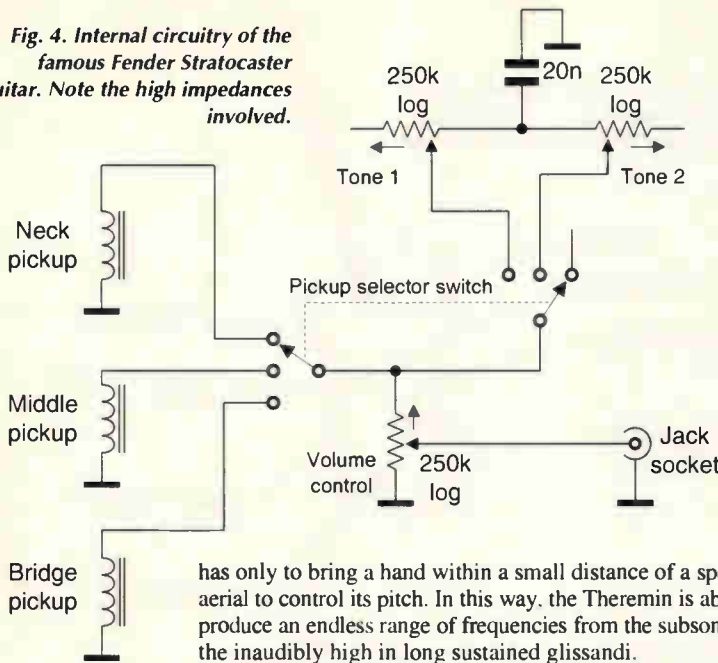 Fig. 4. Internal circuitry of the
famous Fender Stratocaster
uitar. Note the high impedances
involved.
250k
log
20n
250k
log
Tone 1
Tone 2
Neck
pickup
Pickup selector switch
Middle
pickup
Volume
control
250k
log
Jack
socket
Bridge
pickup
has only to bring a hand within a small distance of a spe
aerial to control its pitch. In this way, the Theremin is ab
produce an endless range of frequencies from the subson
the inaudibly high in long sustained glissandi.